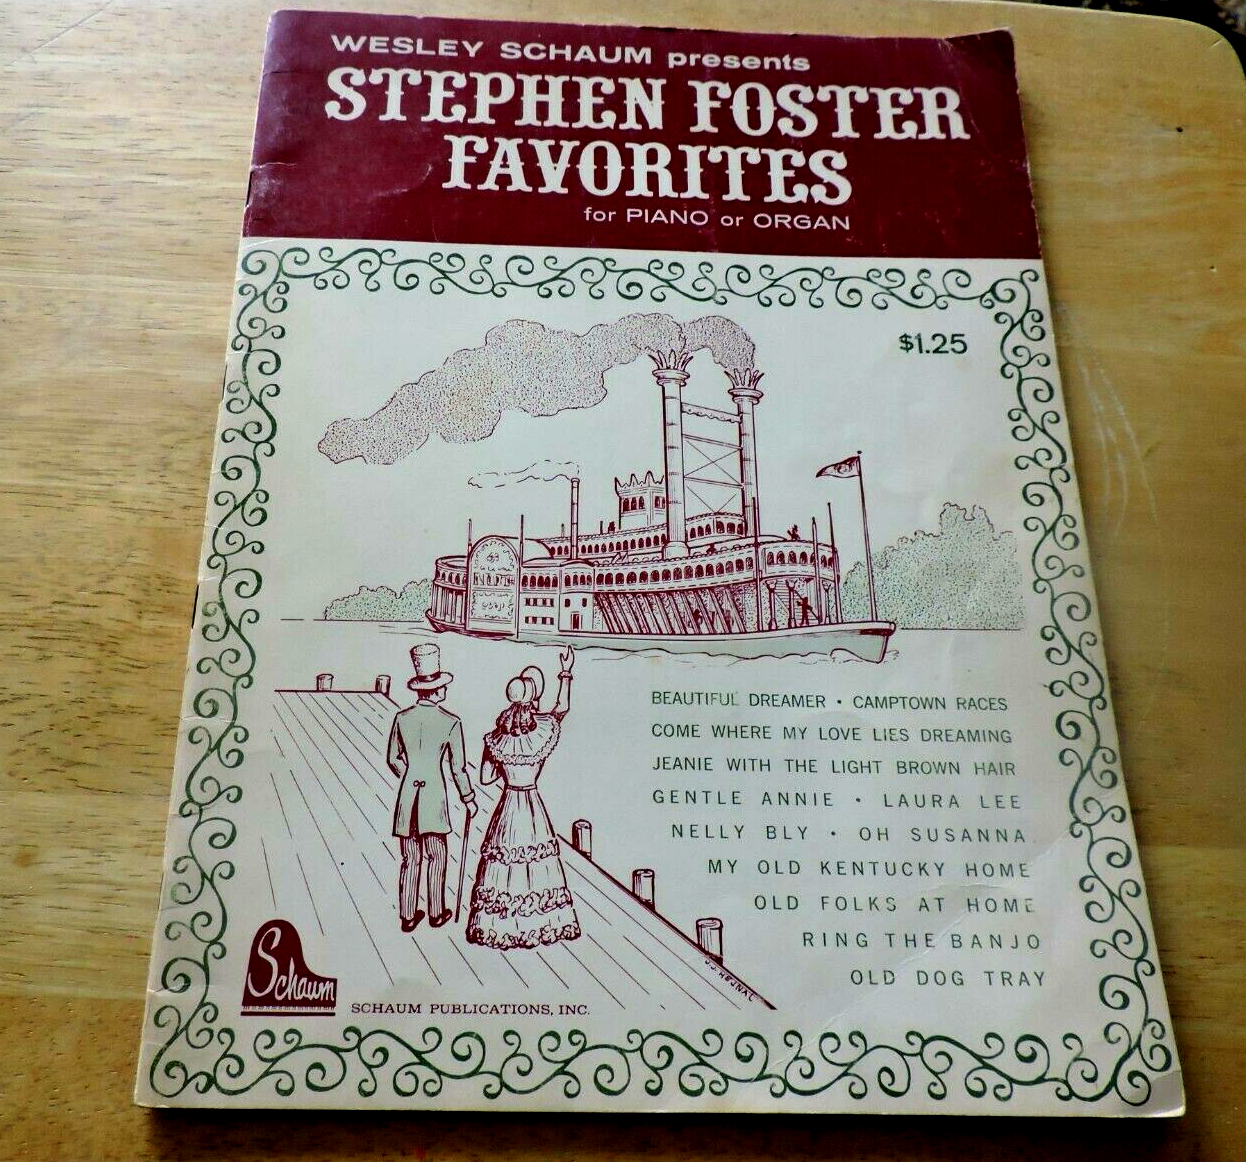 WESLEY SCHAUM presents
STEPHEN FOSTER
FAVORITES
for PIANO or ORGAN
$1.25
BEAUTIFUL DREAMER • CAMPTOWN RACES
COME WHERE MY LOVE LIES DREAMING
JEANIE WITH THE LIGHT BROWN HAIR
GENTLE ANNIE • LAURA LEE
NELLY BLY • OH SUSANNA
MY OLD KENTUCKY HOME
OLD FOLKS AT HOME
RING THE BANJO
OLD DOG TRAY
J.J. HEJNAL
Schaum
SCHAUM PUBLICATIONS, INC.